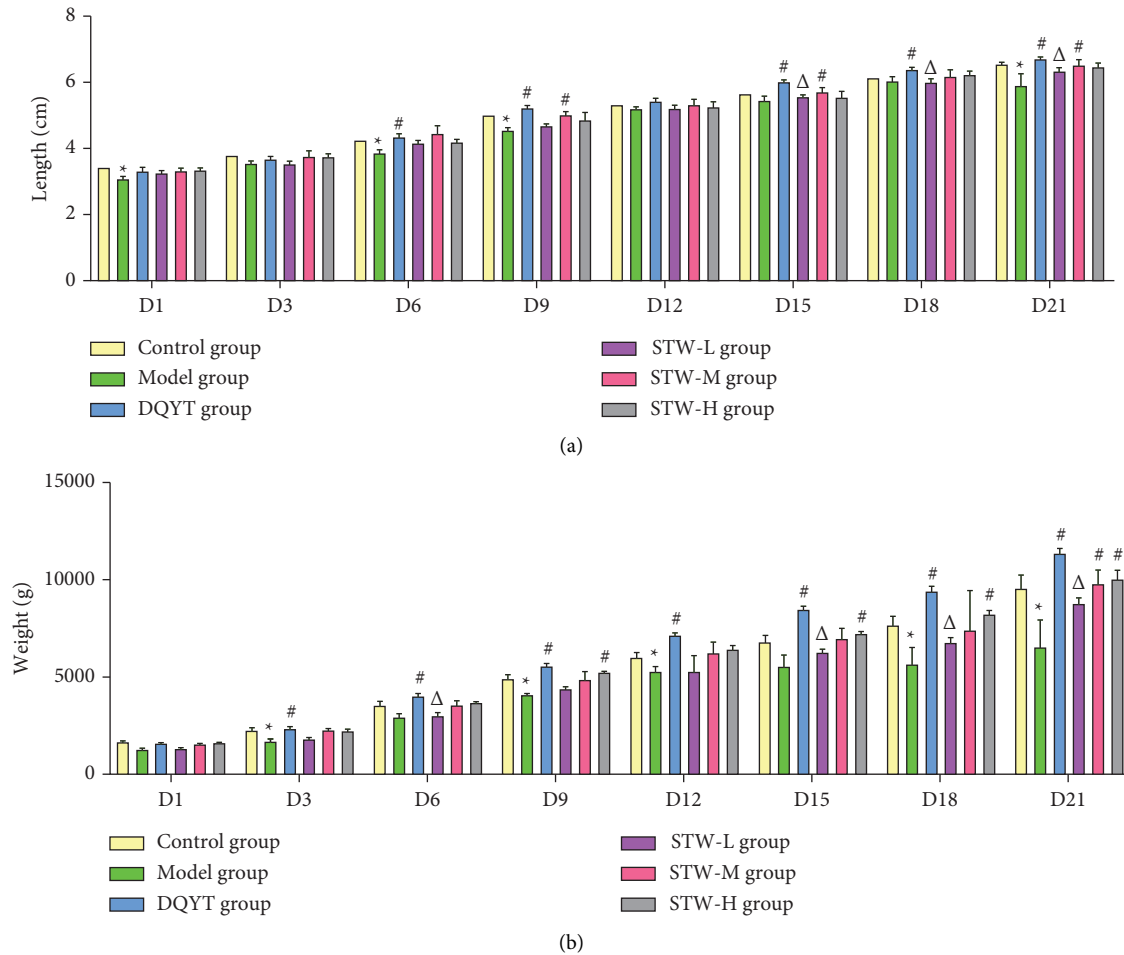 8
6
4
2
0
Length (cm)
*
*
#
*
#
#
#
Δ
#
#
Δ
*
#
Δ
#
D1 D3 D6 D9 D12 D15 D18 D21
Control group STW-L group
Model group STW-M group
DQYT group STW-H group
(a)
15000
10000
5000
0
Weight (g)
*
#
#
Δ
*
#
#
*
#
#
Δ
#
*
#
Δ
#
*
#
Δ
#
#
D1 D3 D6 D9 D12 D15 D18 D21
Control group STW-L group
Model group STW-M group
DQYT group STW-H group
(b)